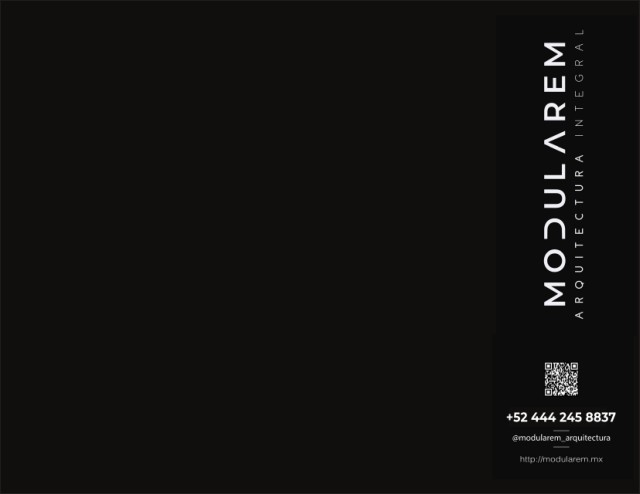 MODULAREM
ARQUITECTURA INTEGRAL
+52 444 245 8837
@modularem_arquitectura
http://modularem.mx